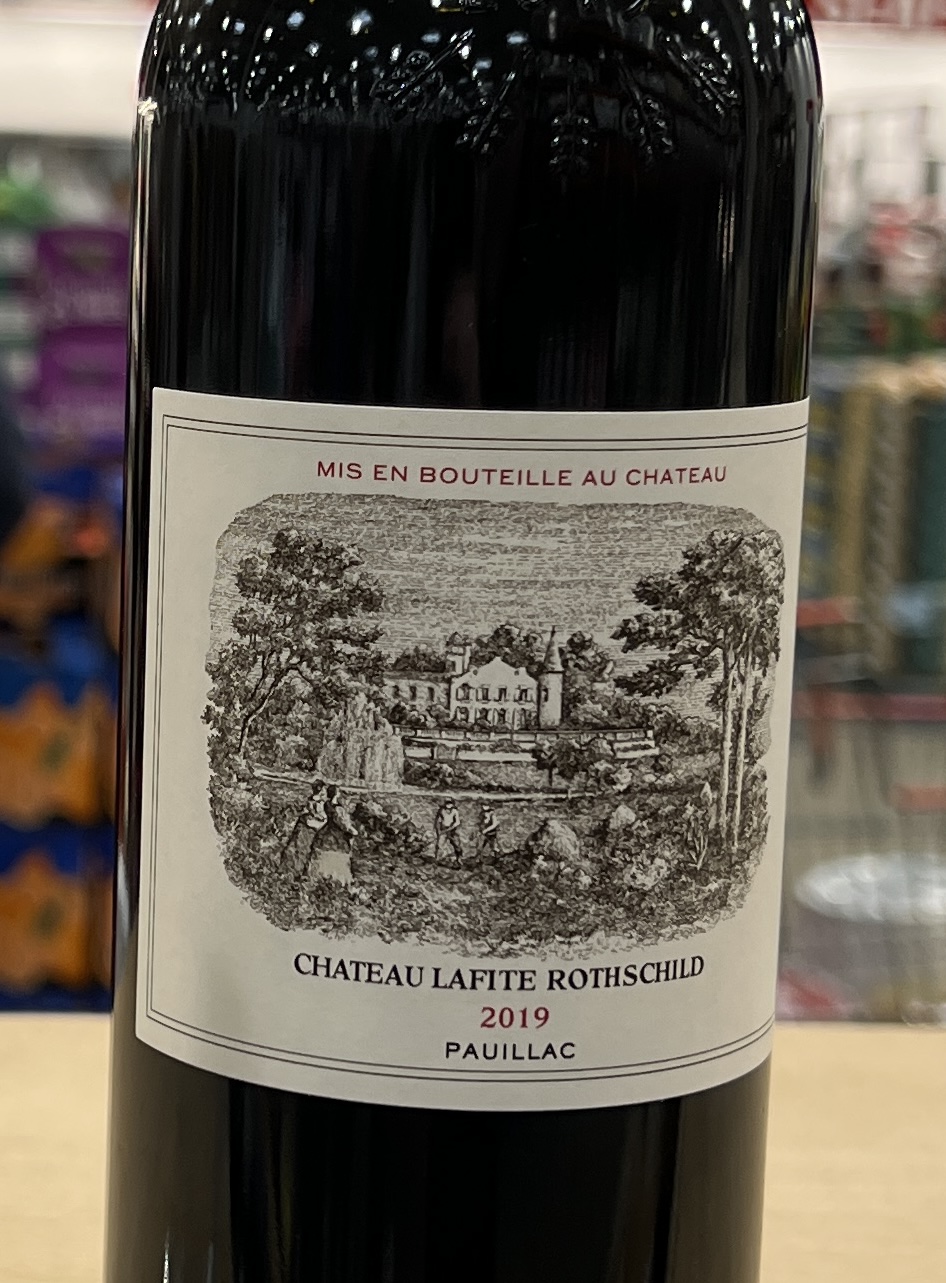 MIS EN BOUTEILLE AU CHATEAU
CHATEAU LAFITE ROTHSCHILD
2019
PAUILLAC